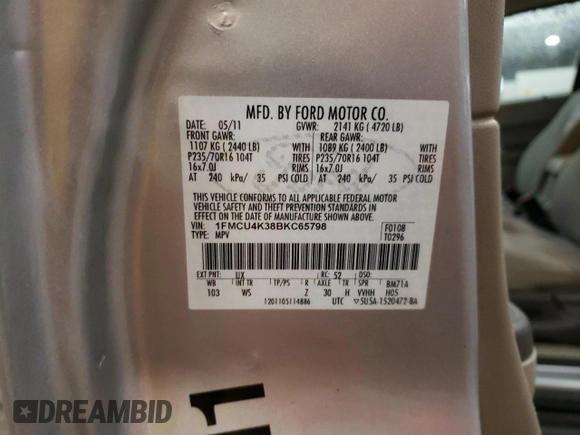 MFD. BY FORD MOTOR CO.
DATE: 05/11 GVWR: 2141 KG ( 4720 LB)
FRONT GAWR: REAR GAWR:
1107 KG ( 2440 LB) WITH 1089 KG ( 2400 LB) WITH
P235/70R16 104T TIRES P235/70R16 104T TIRES
16x7.0J RIMS 16x7.0J RIMS
AT 240 kPa/ 35 PSI COLD AT 240 kPa/ 35 PSI COLD
THIS VEHICLE CONFORMS TO ALL APPLICABLE FEDERAL MOTOR
VEHICLE SAFETY AND THEFT PREVENTION STANDARDS IN
EFFECT ON THE DATE OF MANUFACTURE SHOWN ABOVE.
VIN: 1FMCU4K38BKC65798 F0108
TYPE: MPV T0296
EXT PNT: UX RC: 52 DSO:
WB INT TR TP/PS R AXLE TR SPR BM71A
103 WS Z 30 H VVHH H05
1201105114886 UTC ▽5U5A-1520472-BA
11
DREAMBID